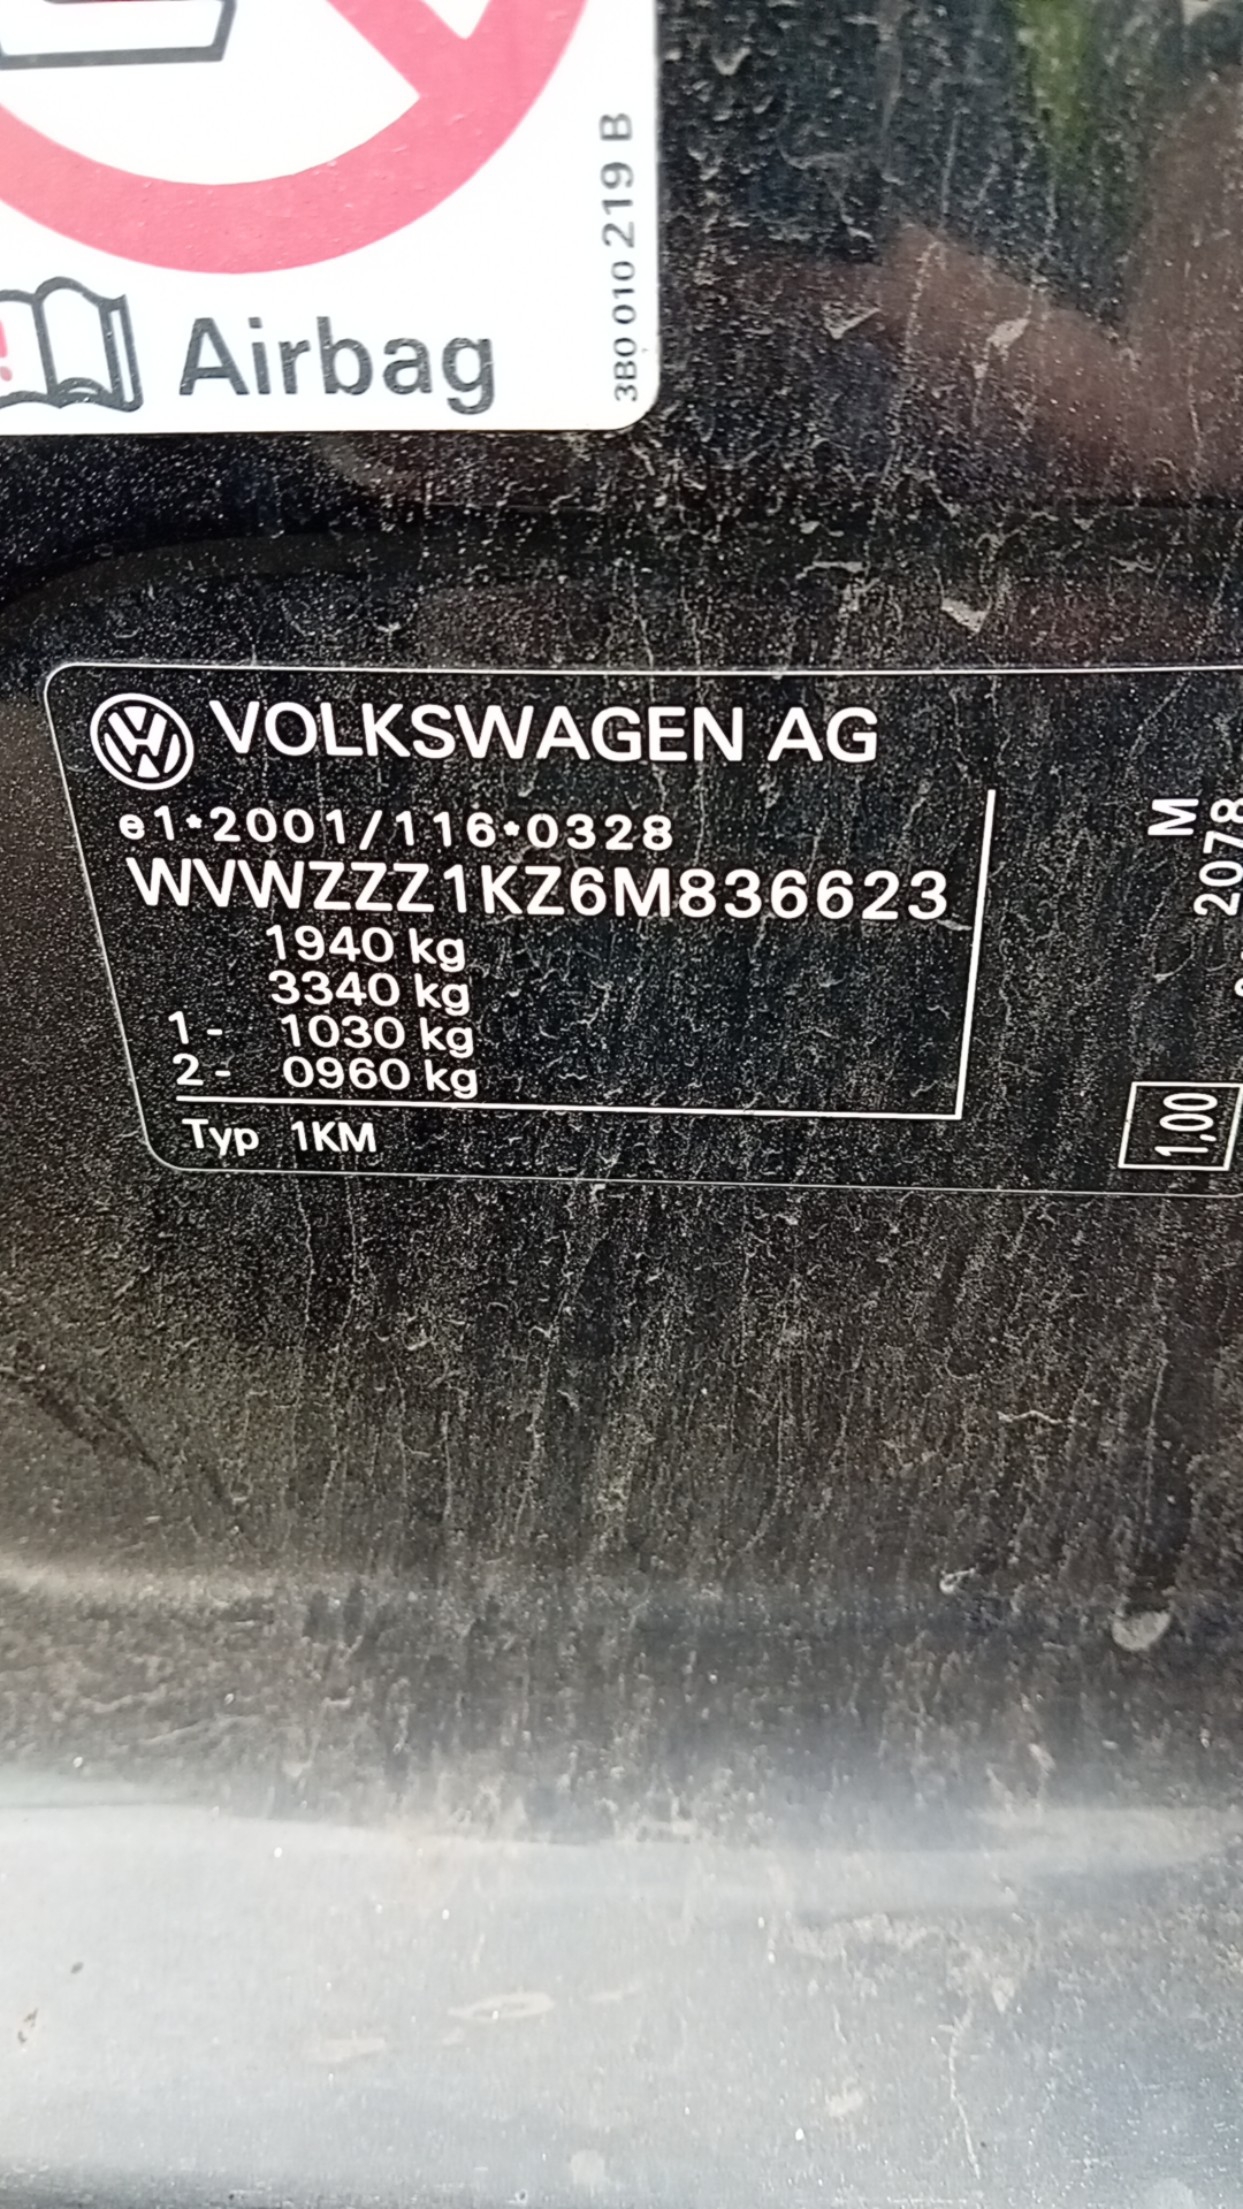 Airbag
3B0 010 219 B
VOLKSWAGEN AG
e1*2001/116*0328
WVWZZZ1KZ6M836623
1940 kg
3340 kg
1- 1030 kg
2- 0960 kg
Typ 1KM
M
2078
1,00